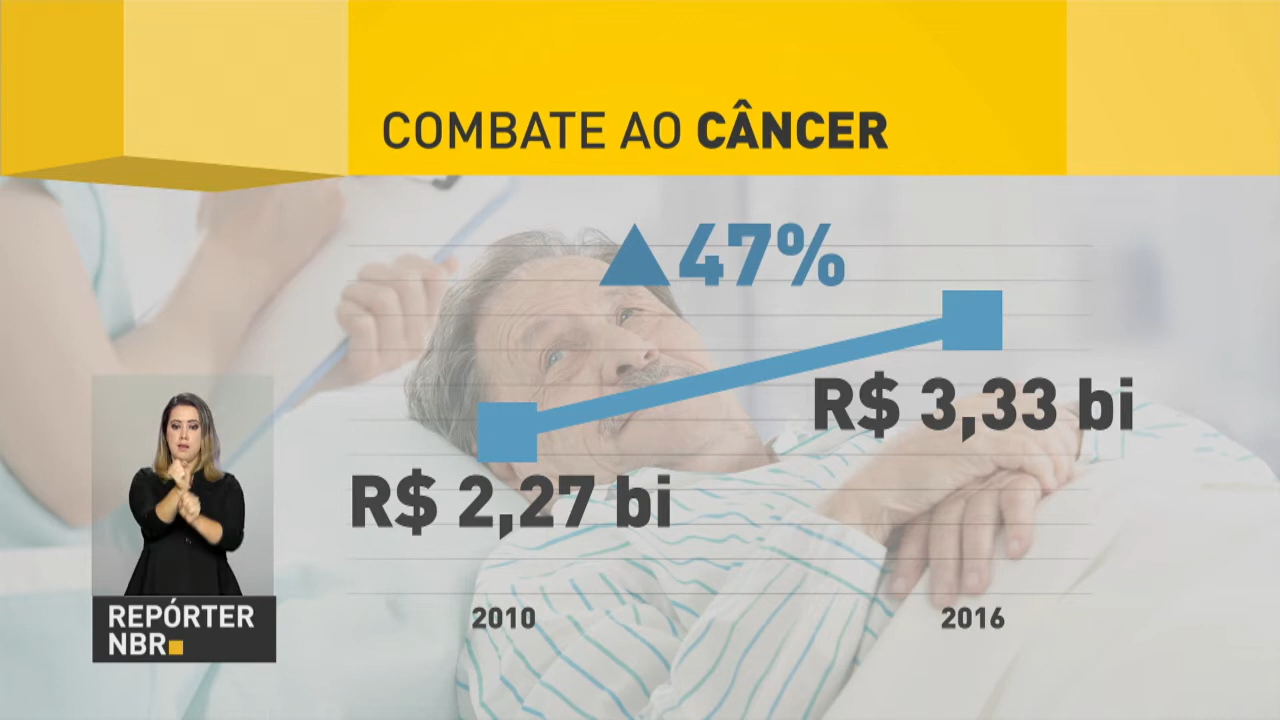 COMBATE AO CÂNCER
47%
R$ 3,33 bi
R$ 2,27 bi
2010
2016
REPÓRTER
NBR